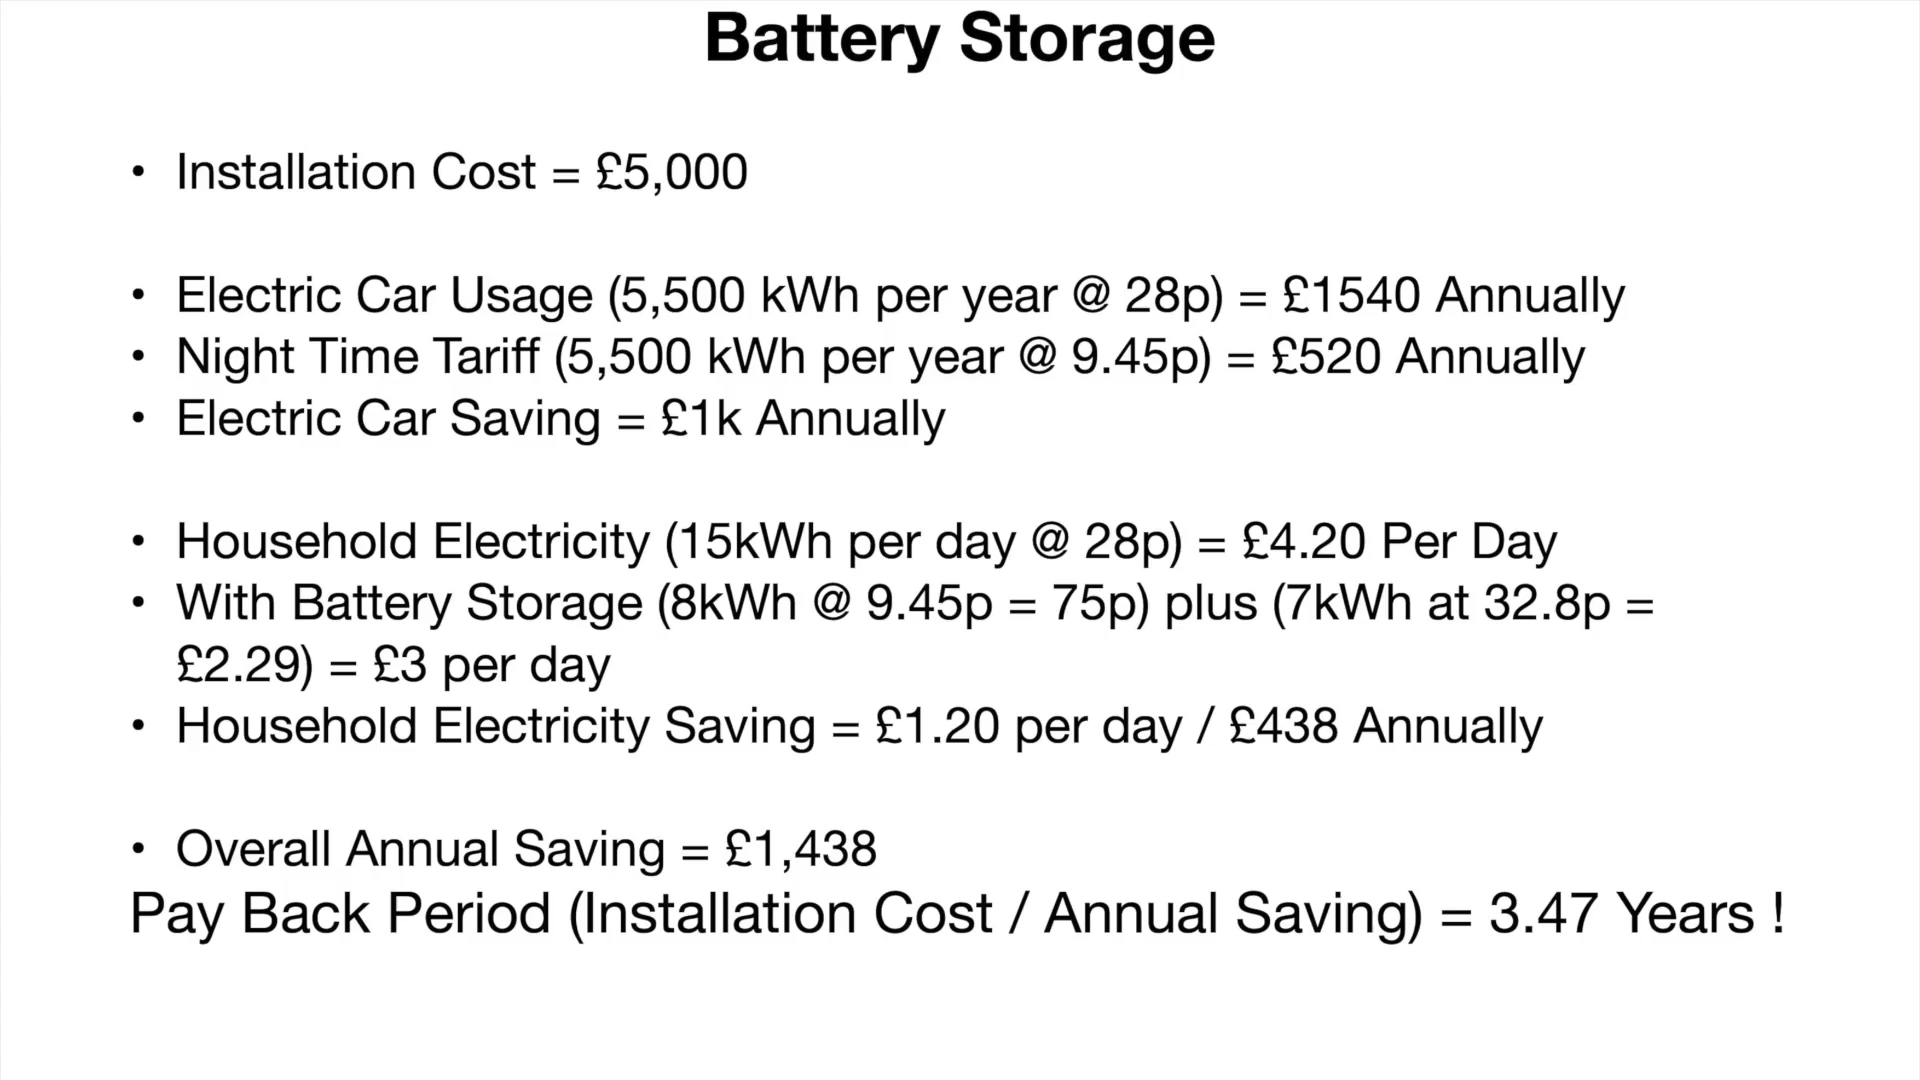 Battery Storage
• Installation Cost = £5,000
• Electric Car Usage (5,500 kWh per year @ 28p) = £1540 Annually
• Night Time Tariff (5,500 kWh per year @ 9.45p) = £520 Annually
• Electric Car Saving = £1k Annually
• Household Electricity (15kWh per day @ 28p) = £4.20 Per Day
• With Battery Storage (8kWh @ 9.45p = 75p) plus (7kWh at 32.8p =
£2.29) = £3 per day
• Household Electricity Saving = £1.20 per day / £438 Annually
• Overall Annual Saving = £1,438
Pay Back Period (Installation Cost / Annual Saving) = 3.47 Years !